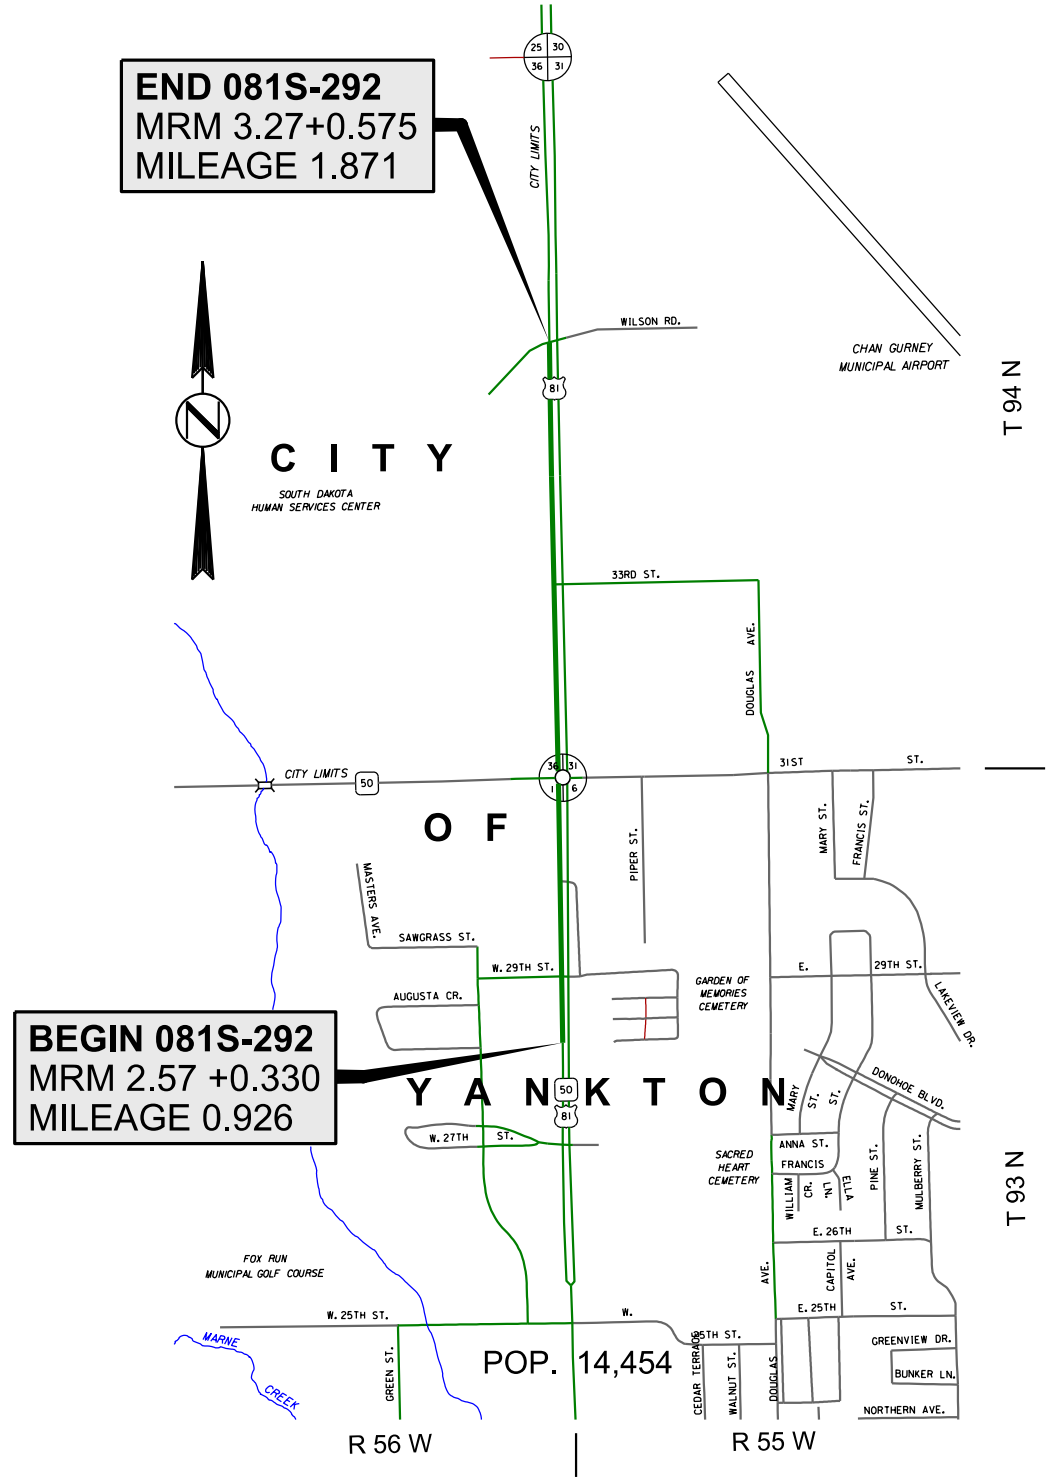 25 30
36 31
END 081S-292
MRM 3.27+0.575
MILEAGE 1.871
CITY LIMITS
WILSON RD.
CHAN GURNEY
MUNICIPAL AIRPORT
81
T 94 N
N
CITY
SOUTH DAKOTA
HUMAN SERVICES CENTER
33RD ST.
DOUGLAS AVE.
36 31
1 6
31ST ST.
CITY LIMITS
50
OF
MASTERS AVE.
PIPER ST.
MARY ST.
FRANCIS ST.
SAWGRASS ST.
W. 29TH ST.
E. 29TH ST.
AUGUSTA CR.
GARDEN OF
MEMORIES
CEMETERY
LAKEVIEW DR.
BEGIN 081S-292
MRM 2.57 +0.330
MILEAGE 0.926
YANKTON
50
81
MARY ST.
ST.
DONOHOE BLVD.
W. 27TH ST.
ANNA ST.
FRANCIS
SACRED
HEART
CEMETERY
WILLIAM CR.
ELLA LN.
PINE ST.
MULBERRY ST.
T 93 N
E. 26TH ST.
FOX RUN
MUNICIPAL GOLF COURSE
CAPITOL AVE.
AVE.
E. 25TH ST.
W. 25TH ST.
W. 25TH ST.
MARNE CREEK
GREEN ST.
POP. 14,454
CEDAR TERRACE
WALNUT ST.
DOUGLAS
GREENVIEW DR.
BUNKER LN.
NORTHERN AVE.
R 56 W
R 55 W